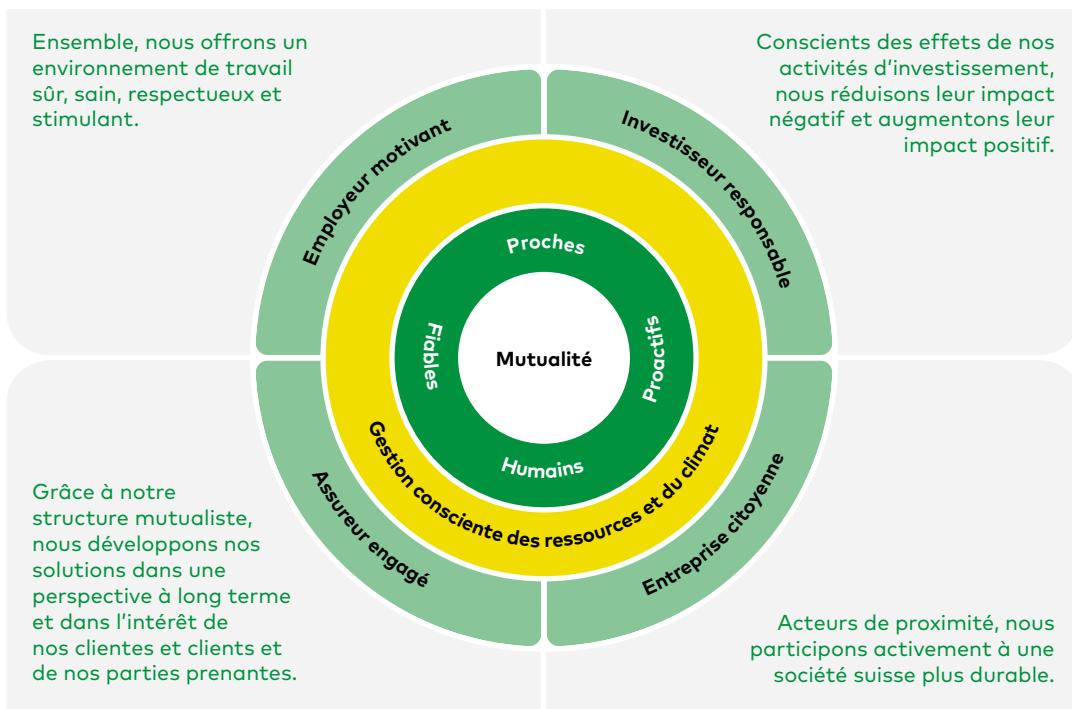 Ensemble, nous offrons un
environnement de travail
sûr, sain, respectueux et
stimulant.
Conscients des effets de nos
activités d’investissement,
nous réduisons leur impact
négatif et augmentons leur
impact positif.
Employeur motivant
Investisseur responsable
Proches
Fiables
Mutualité
Proactifs
Humains
Gestion consciente des ressources et du climat
Assureur engagé
Entreprise citoyenne
Grâce à notre
structure mutualiste,
nous développons nos
solutions dans une
perspective à long terme
et dans l’intérêt de
nos clientes et clients et
de nos parties prenantes.
Acteurs de proximité, nous
participons activement à une
société suisse plus durable.